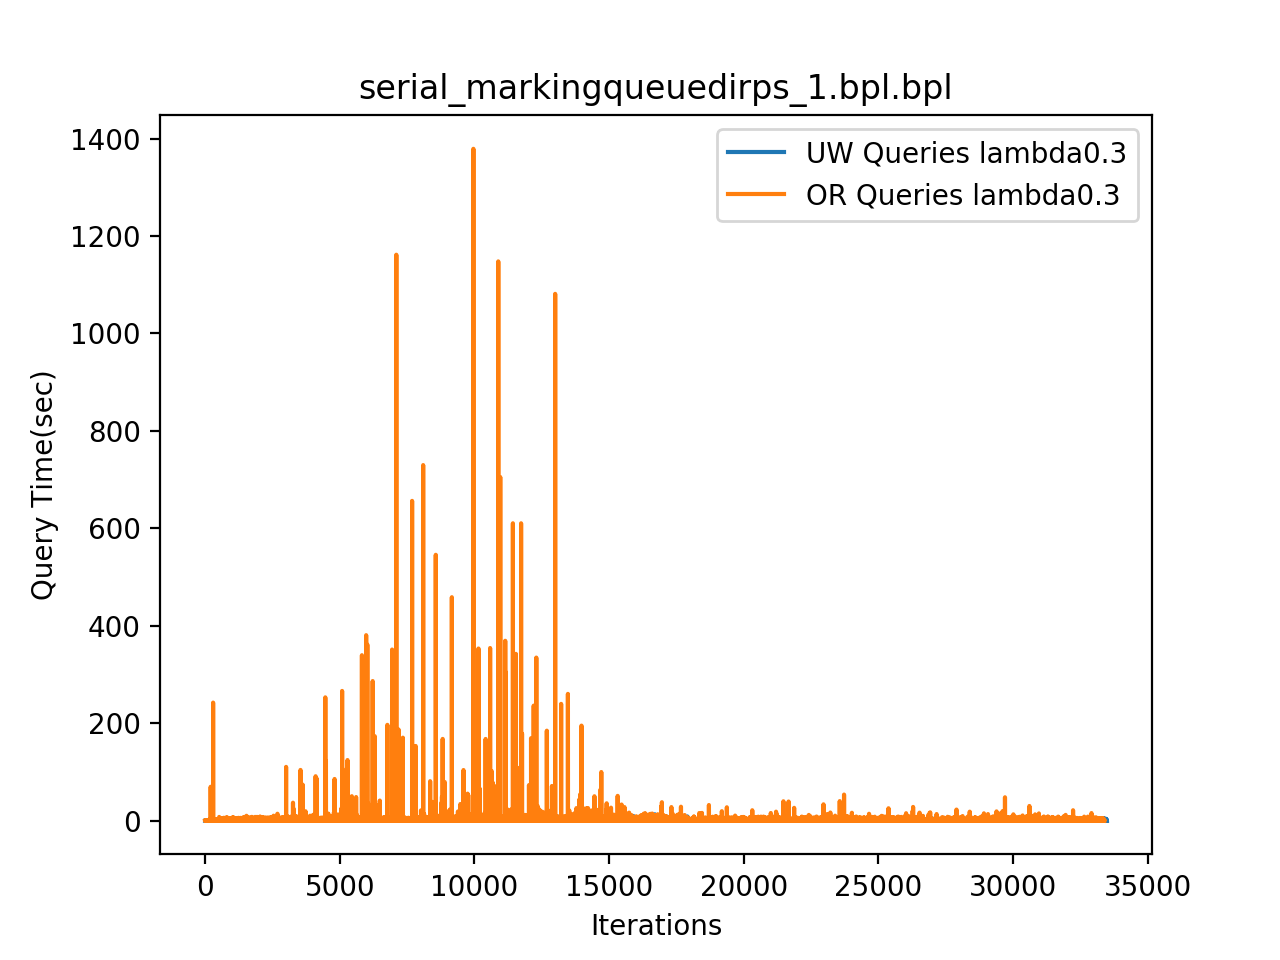 serial_markingqueuedirps_1.bpl.bpl
UW Queries lambda0.3
OR Queries lambda0.3
Query Time(sec)
1400
1200
1000
800
600
400
200
0
0 5000 10000 15000 20000 25000 30000 35000
Iterations